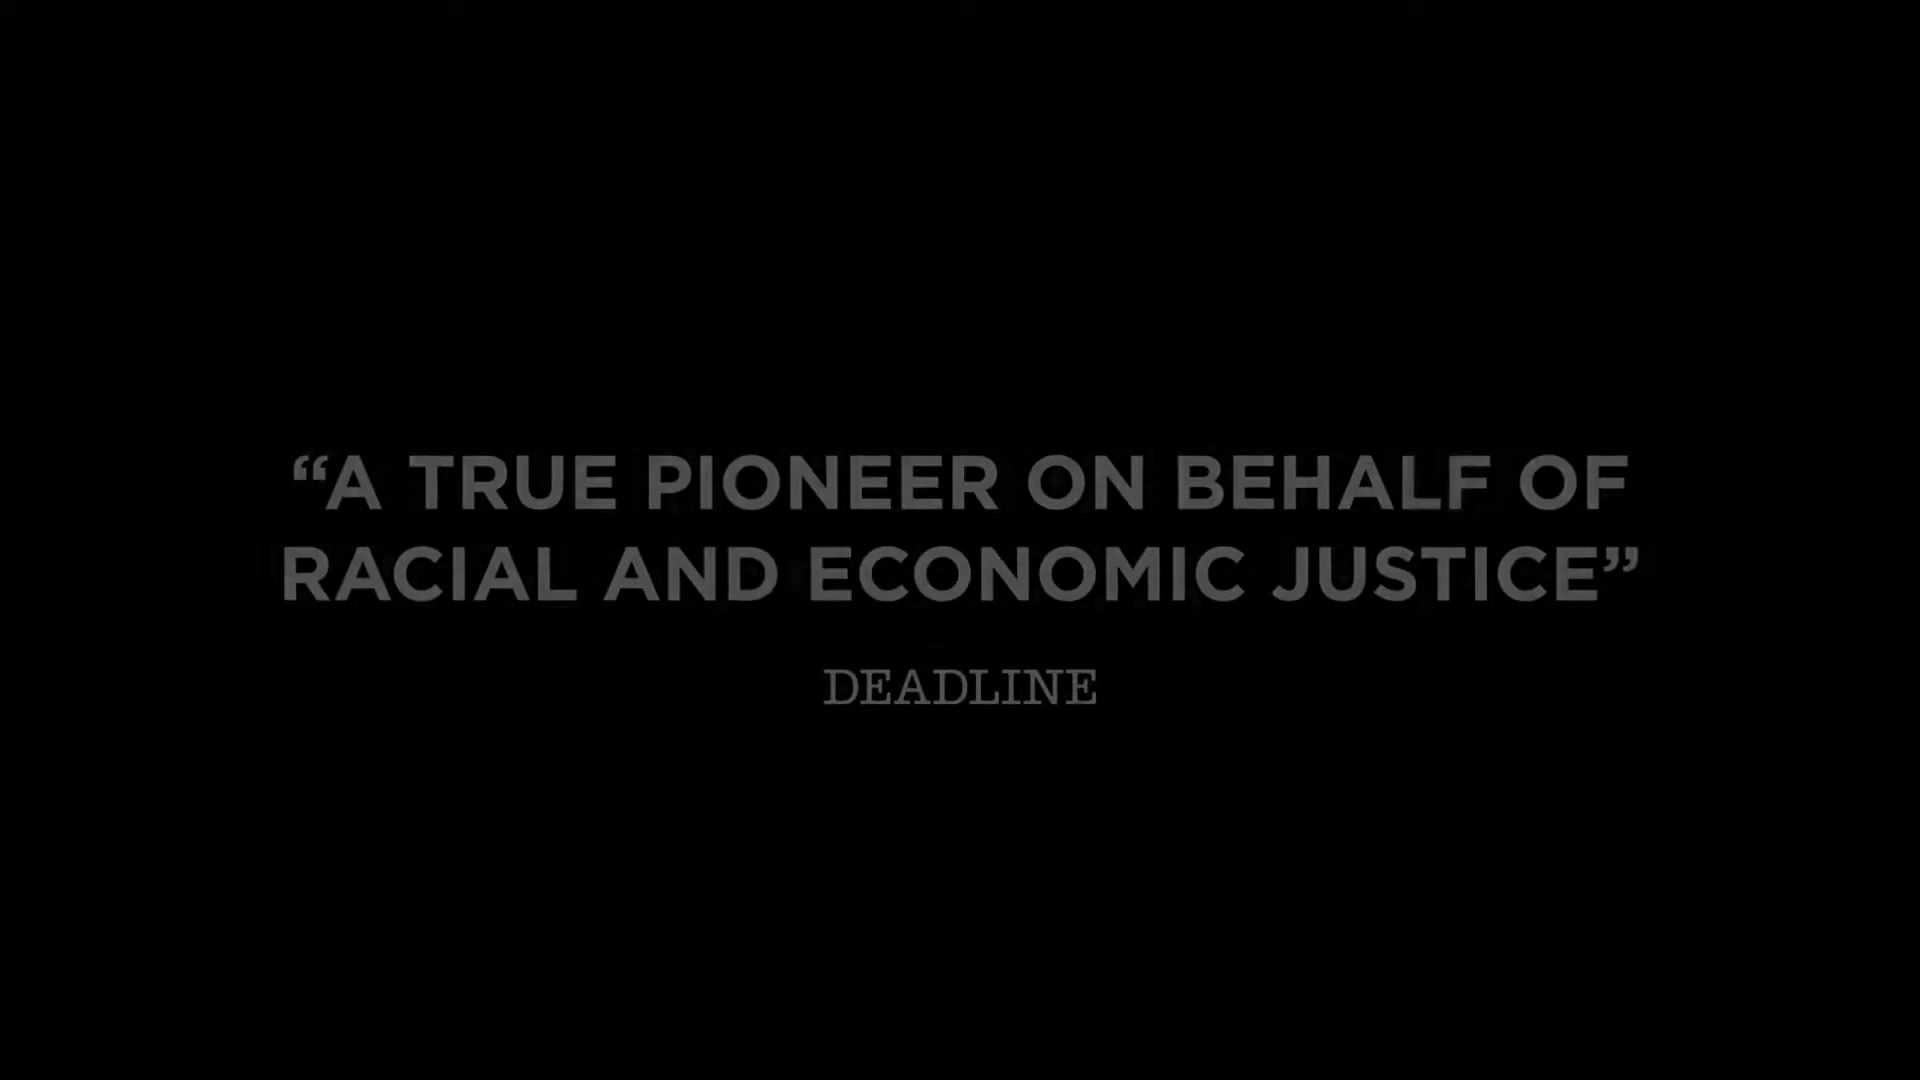 “A TRUE PIONEER ON BEHALF OF
RACIAL AND ECONOMIC JUSTICE”
DEADLINE